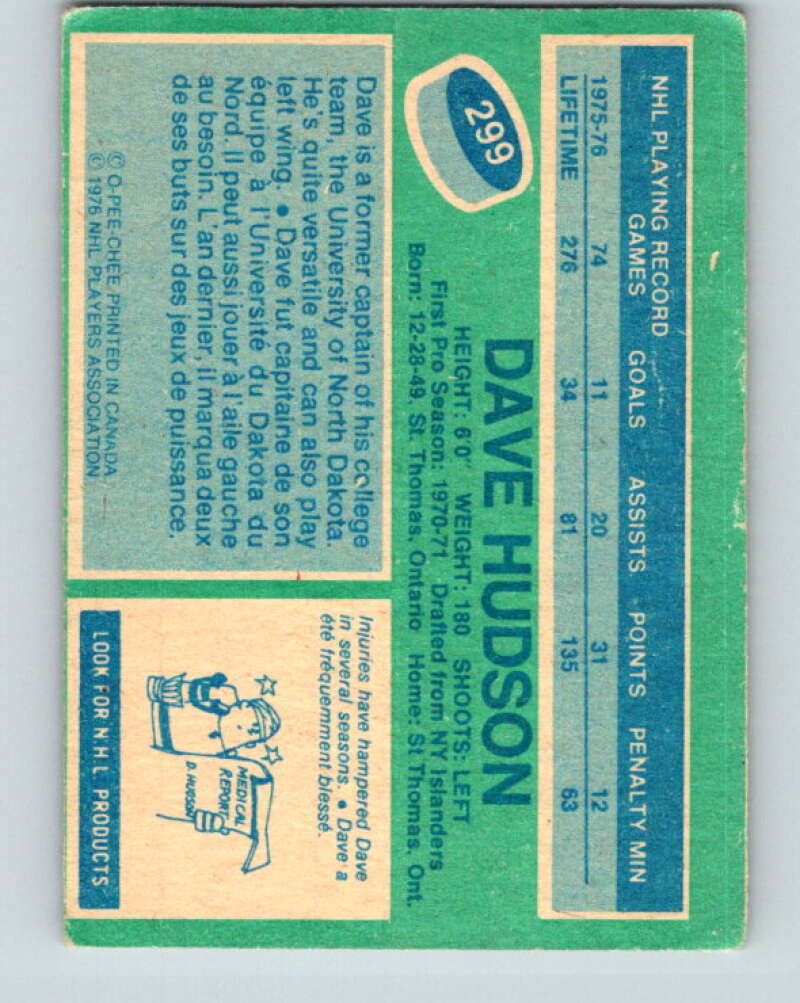 NHL PLAYING RECORD
GAMES GOALS ASSISTS POINTS PENALTY MIN
1975-76 74 11 20 31 12
LIFETIME 276 34 81 135 63
299
DAVE HUDSON
HEIGHT: 6'0" WEIGHT: 180 SHOOTS: LEFT
First Pro Season: 1970-71 Drafted from NY Islanders
Born: 12-28-49 St. Thomas, Ontario Home: St Thomas, Ont.
Dave is a former captain of his college
team, the University of North Dakota.
He's quite versatile and can also play
left wing. • Dave fut capitaine de son
équipe à l'Université du Dakota du
Nord. Il peut aussi jouer à l'aile gauche
au besoin. L'an dernier, il marqua deux
de ses buts sur des jeux de puissance.
© O-PEE-CHEE PRINTED IN CANADA
© 1976 NHL PLAYERS ASSOCIATION
Injuries have hampered Dave
in several seasons. • Dave a
été fréquemment blessé.
MEDICAL
REPORT
D. HUDSON
LOOK FOR N.H.L PRODUCTS